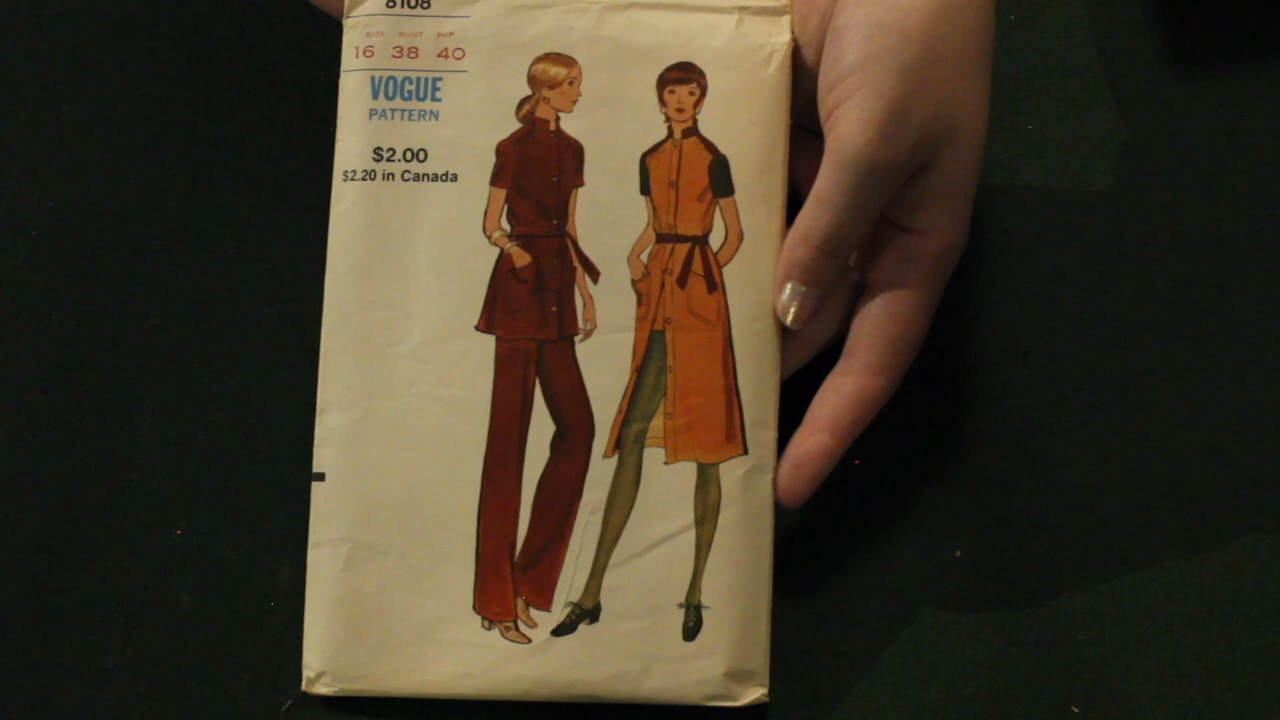 8108
SIZE BUST HIP
16 38 40
VOGUE
PATTERN
$2.00
$2.20 in Canada